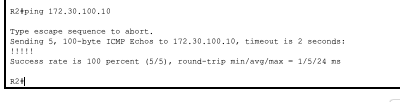 R2#ping 172.30.100.10
Type escape sequence to abort.
Sending 5, 100-byte ICMP Echos to 172.30.100.10, timeout is 2 seconds:
!!!!!
Success rate is 100 percent (5/5), round-trip min/avg/max = 1/5/24 ms
R2#